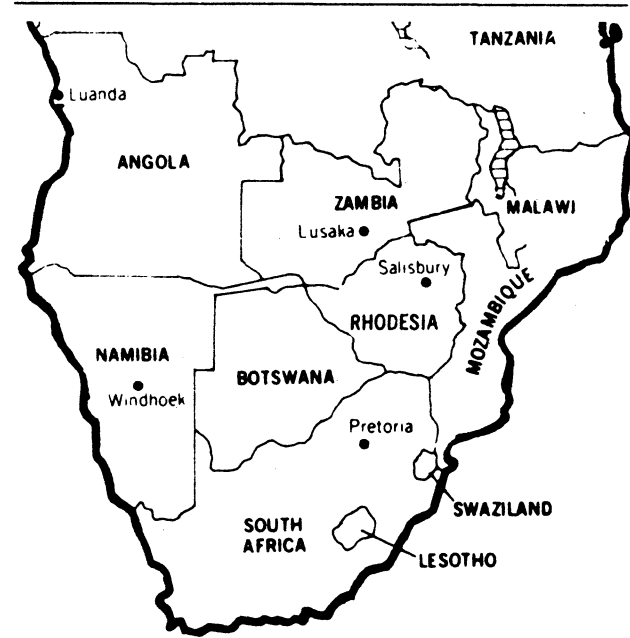 TANZANIA
Luanda
ANGOLA
ZAMBIA
MALAWI
Lusaka
Salisbury
RHODESIA
MOZAMBIQUE
NAMIBIA
BOTSWANA
Windhoek
Pretoria
SWAZILAND
SOUTH
AFRICA
LESOTHO